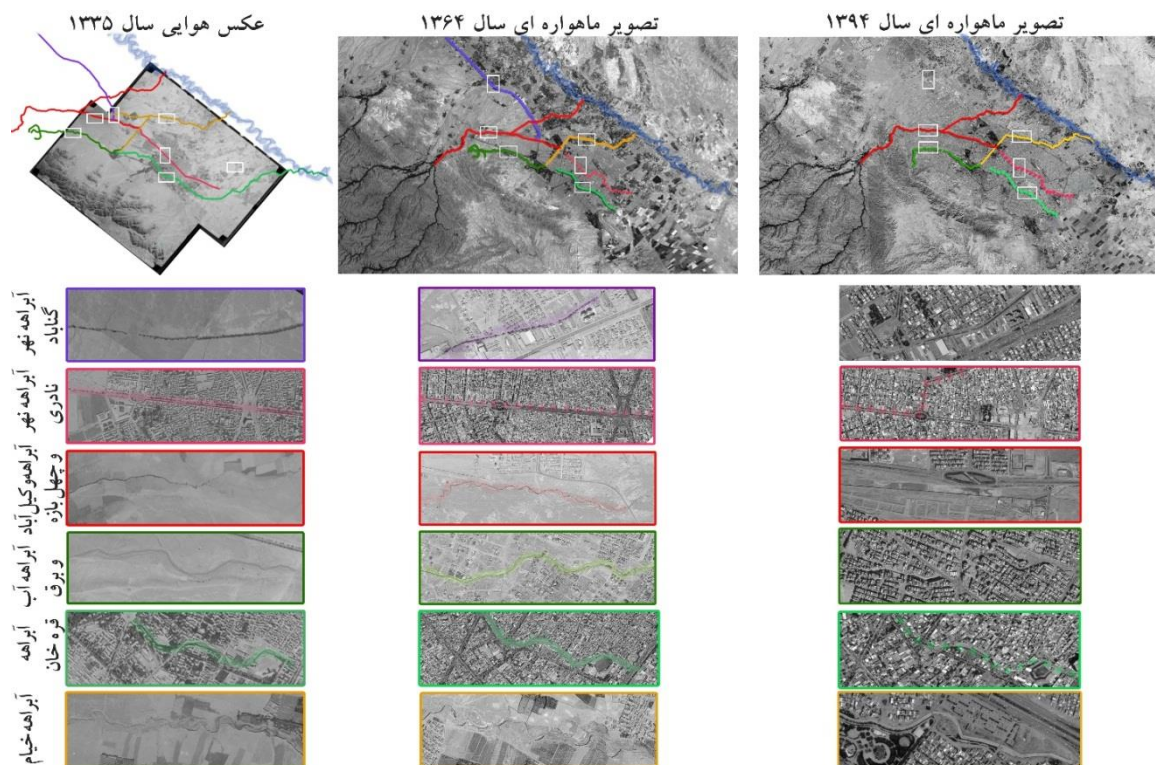 تصویر ماهواره ای سال ۱۳۹۴
تصویر ماهواره ای سال ۱۳۶۴
عکس هوایی سال ۱۳۳۵
آبراهه نهر
گناباد
آبراهه نهر
نادری
آبراهه وکیل آباد
و چهل بازه
آبراهه آب
و برق
آبراهه
قره خان
آبراهه خیام